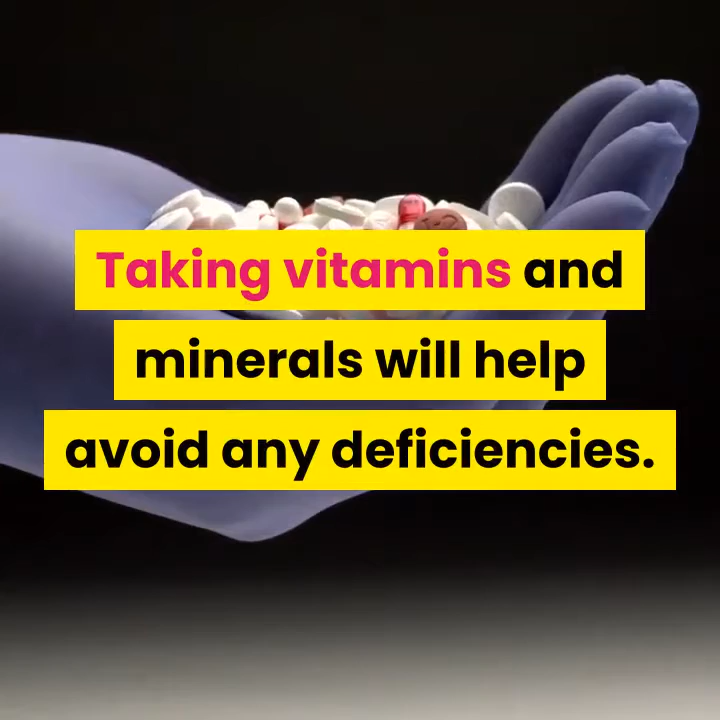 Taking vitamins and
minerals will help
avoid any deficiencies.